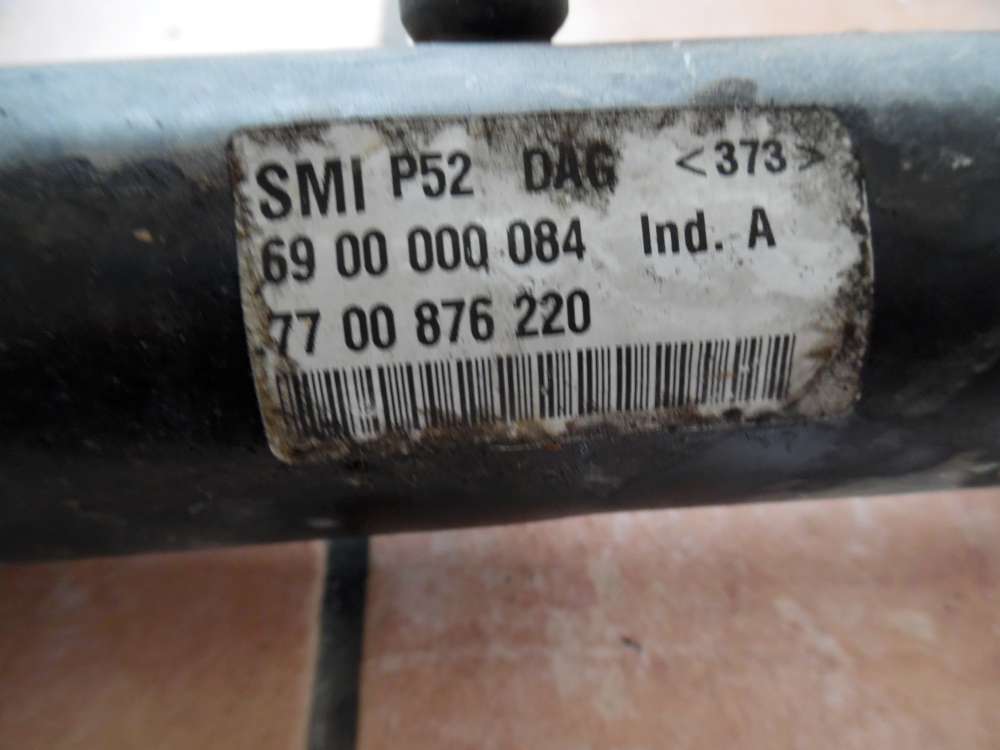 SMI P52 DAG <373>
69 00 000 084 Ind. A
77 00 876 220